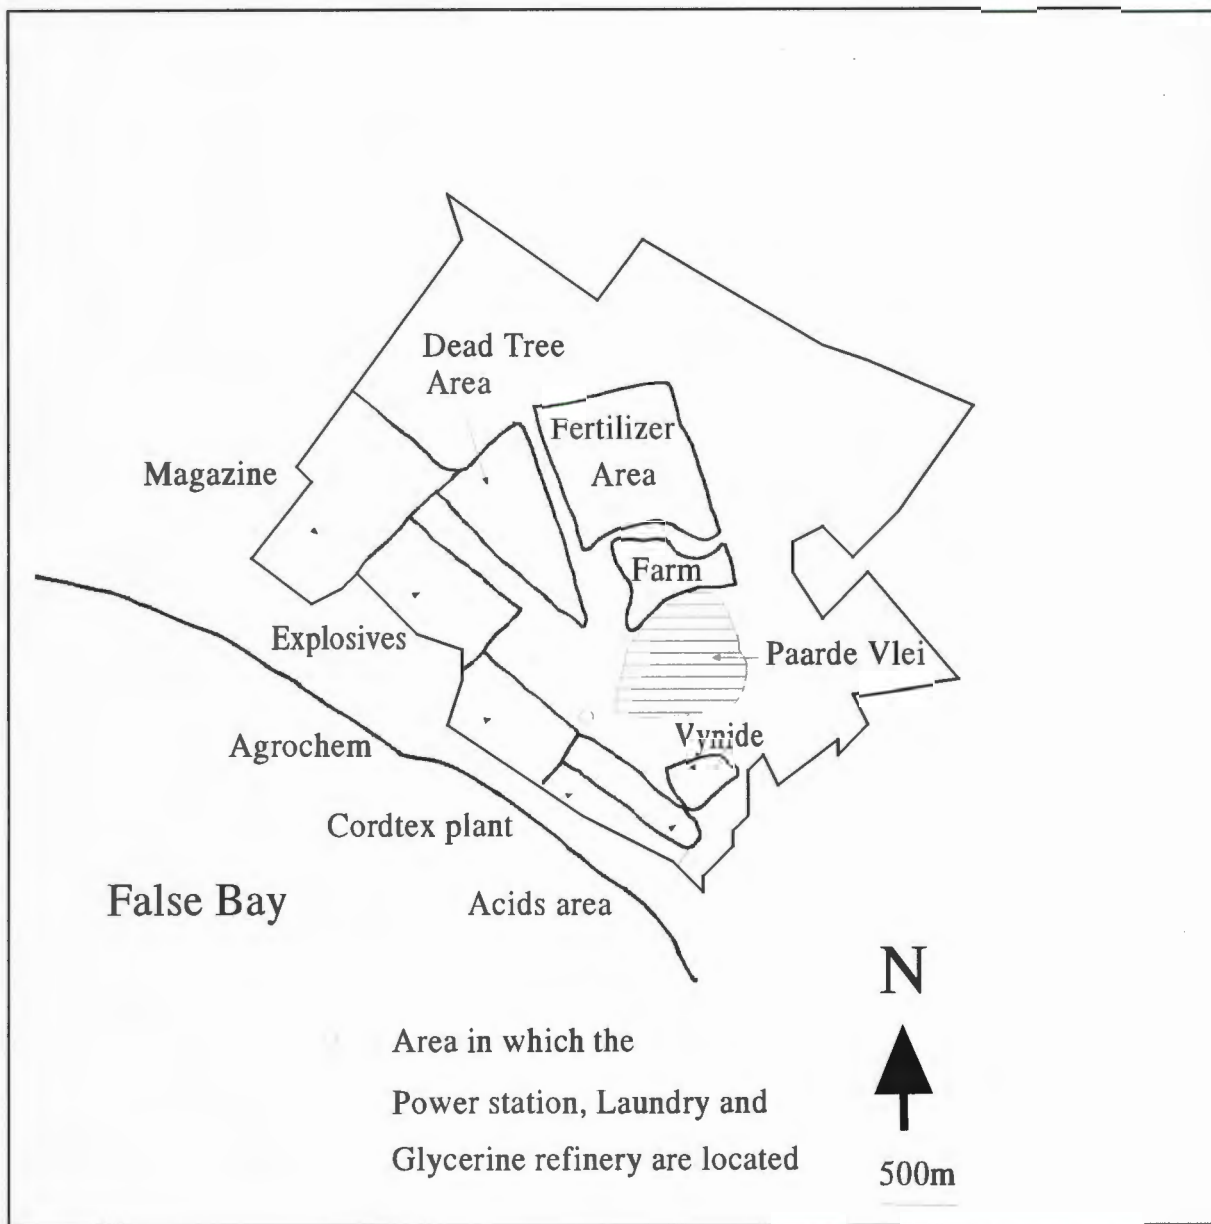 Dead Tree
Area
Fertilizer
Area
Magazine
Farm
Explosives
Paarde Vlei
Agrochem
Vynide
Cordtex plant
False Bay
Acids area
N
Area in which the
Power station, Laundry and
Glycerine refinery are located
500m